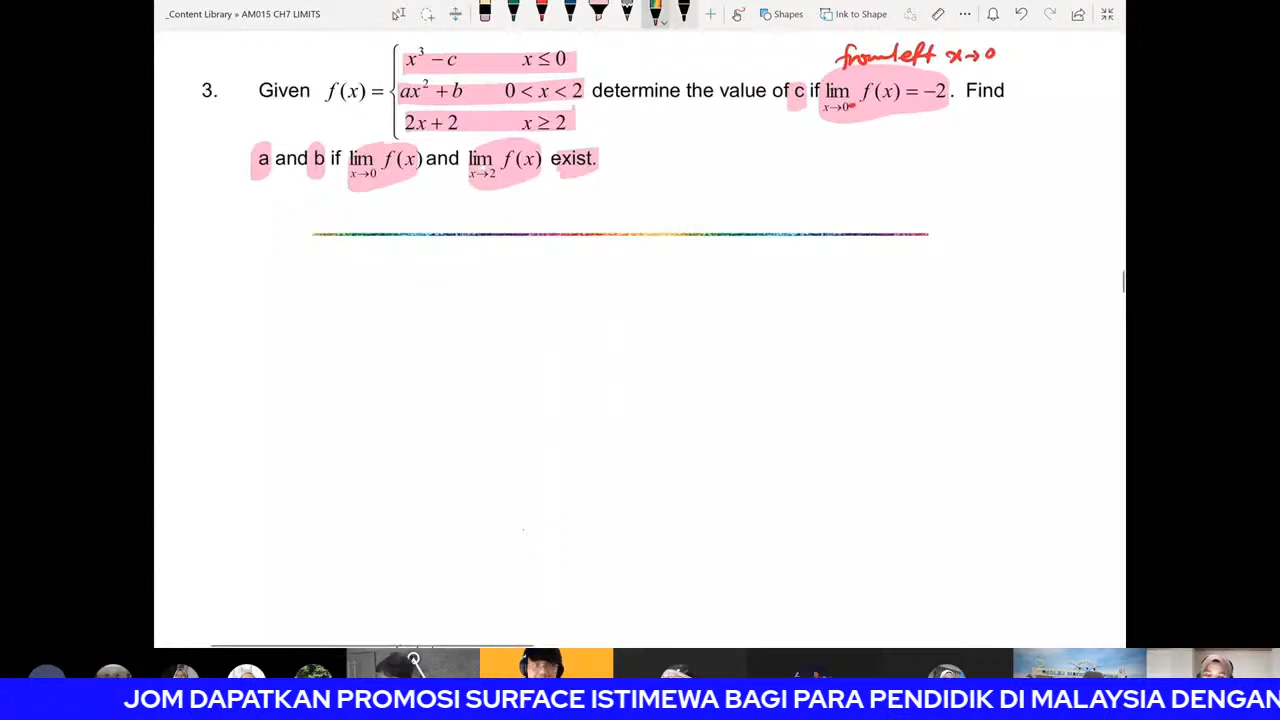 _Content Library » AM015 CH7 LIMITS
Shapes
Ink to Shape
from left x→0
3. Given f(x) = { x³ − c x ≤ 0
ax² + b 0 < x < 2 determine the value of c if lim x→0⁻ f(x) = −2. Find
2x + 2 x ≥ 2
a and b if lim x→0 f(x) and lim x→2 f(x) exist.
JOM DAPATKAN PROMOSI SURFACE ISTIMEWA BAGI PARA PENDIDIK DI MALAYSIA DENGAN